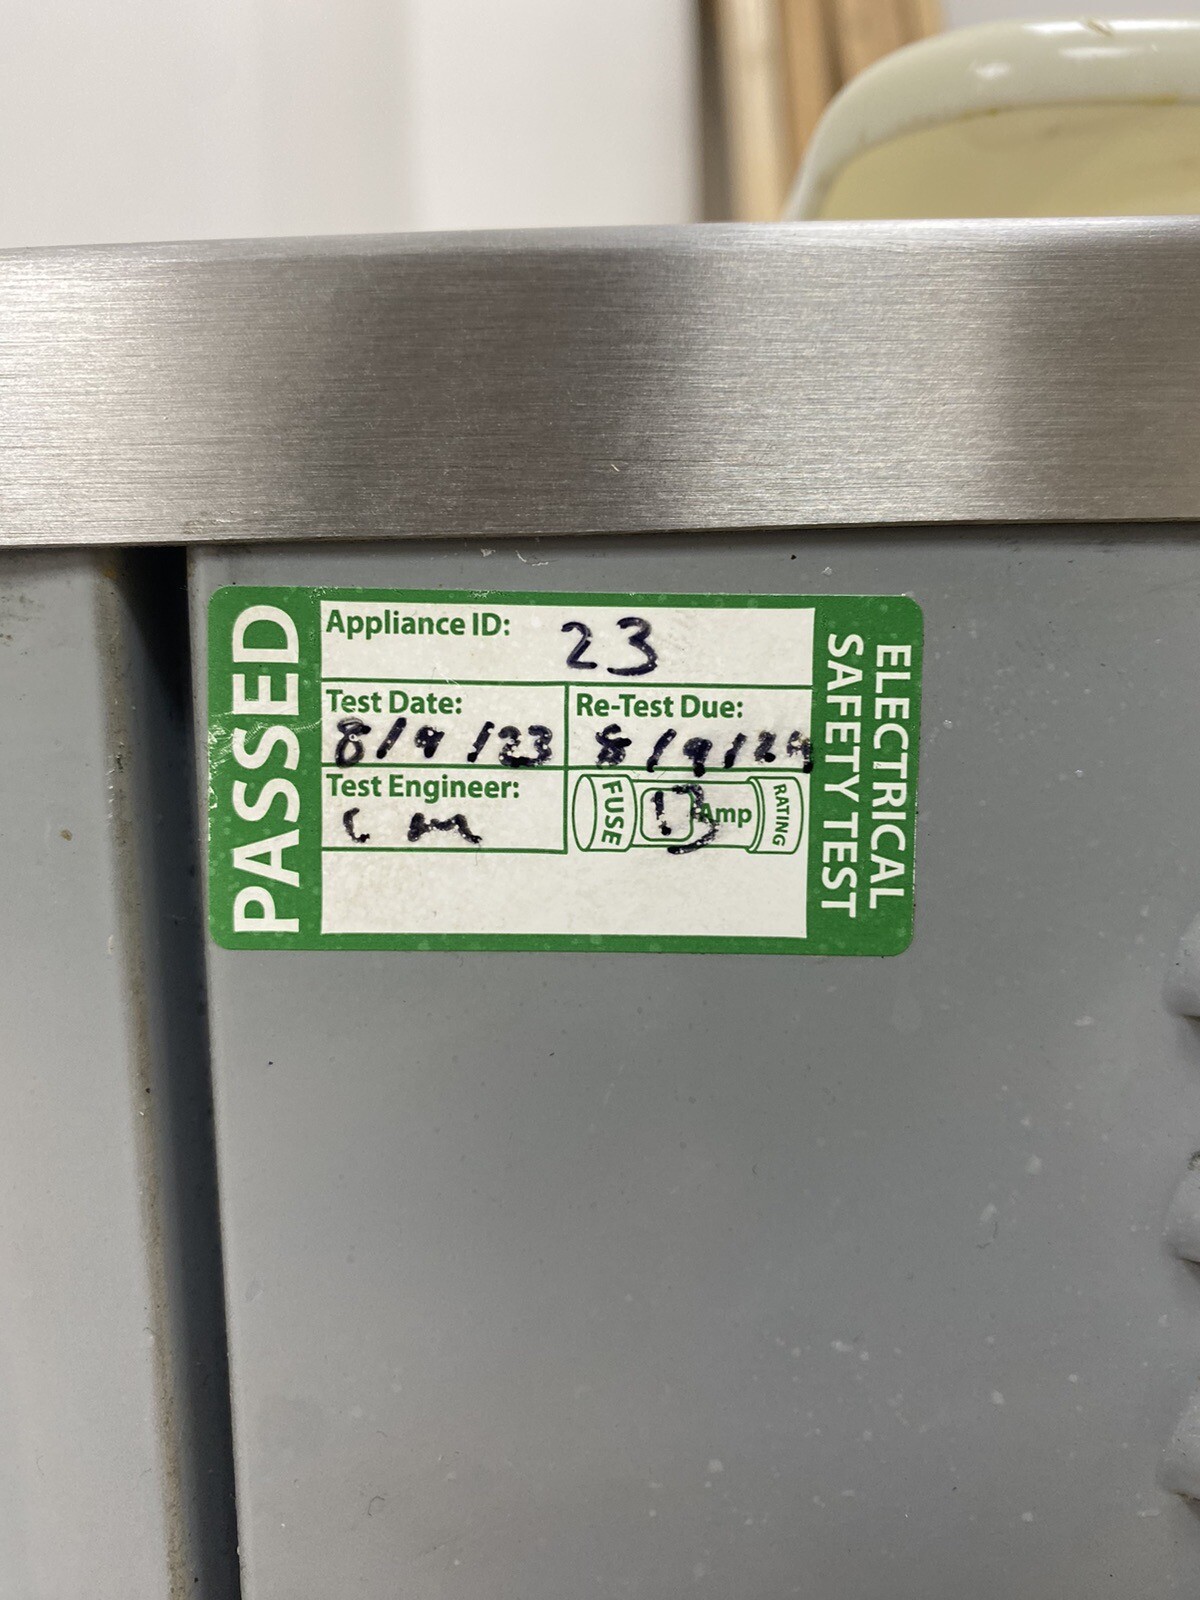 PASSED
Appliance ID: 23
Test Date:
8/9/23
Re-Test Due:
8/9/24
Test Engineer:
CM
FUSE 13 Amp RATING
ELECTRICAL
SAFETY TEST